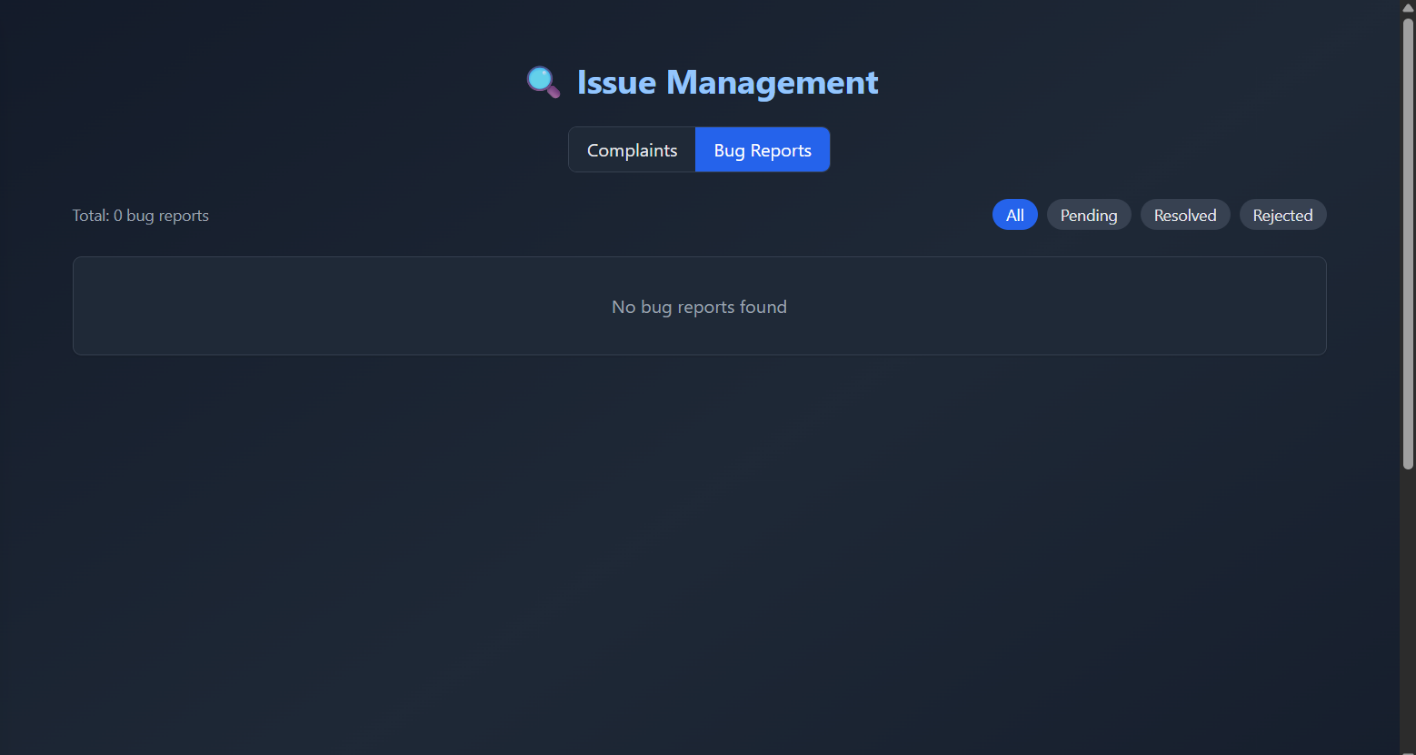 🔍 Issue Management
Complaints Bug Reports
Total: 0 bug reports All Pending Resolved Rejected
No bug reports found